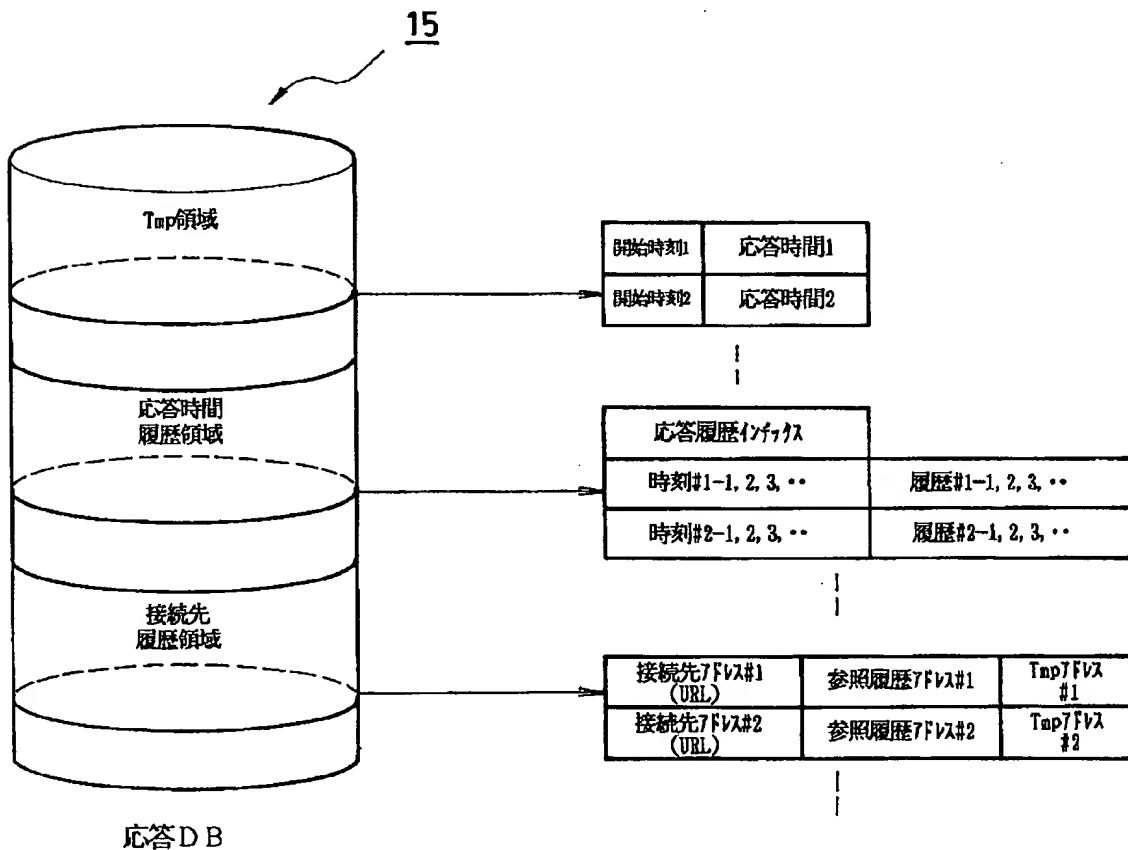 15
Tmp領域
開始時刻1 応答時間1
開始時刻2 応答時間2
応答時間
履歴領域
応答履歴ｲﾝﾃﾞｯｸｽ
時刻#1-1, 2, 3, ‥ 履歴#1-1, 2, 3, ‥
時刻#2-1, 2, 3, ‥ 履歴#2-1, 2, 3, ‥
接続先
履歴領域
接続先ｱﾄﾞﾚｽ#1
(URL)
参照履歴ｱﾄﾞﾚｽ#1
Tmpｱﾄﾞﾚｽ
#1
接続先ｱﾄﾞﾚｽ#2
(URL)
参照履歴ｱﾄﾞﾚｽ#2
Tmpｱﾄﾞﾚｽ
#2
応答ＤＢ